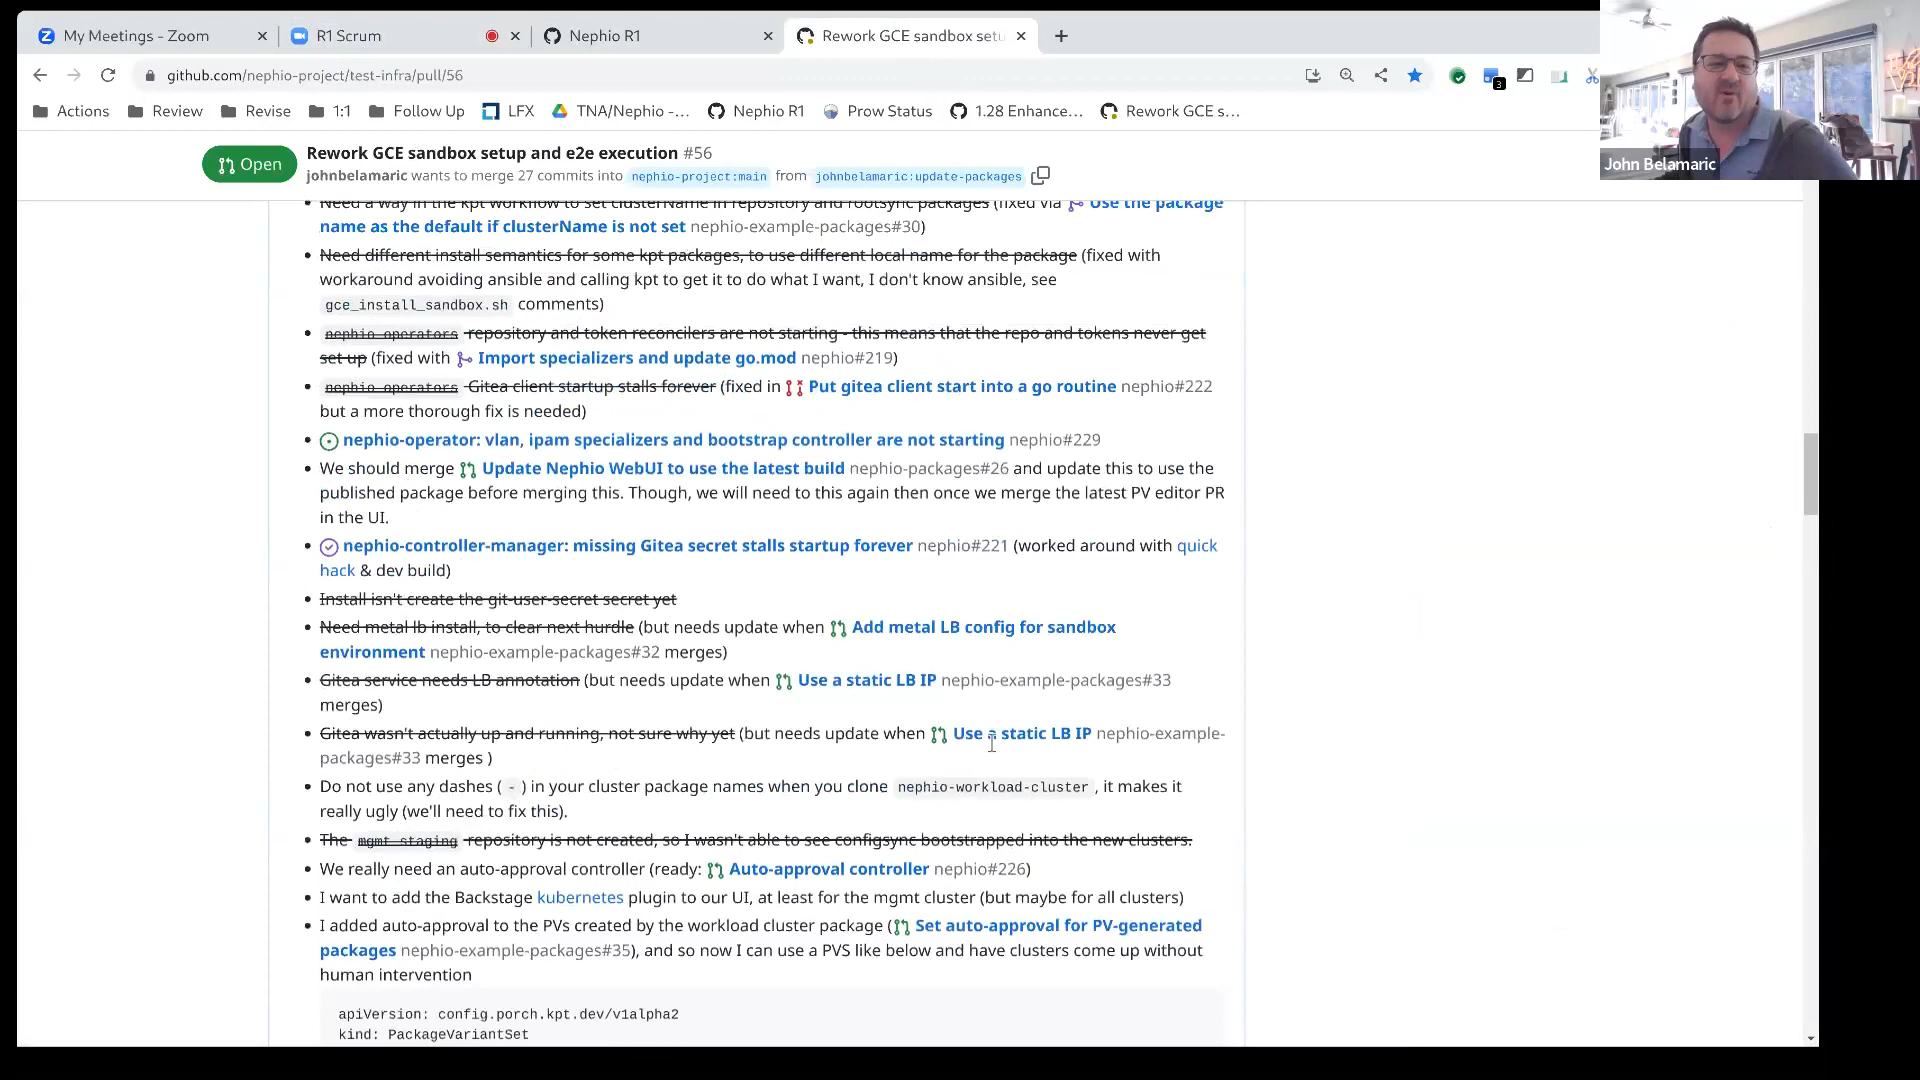 My Meetings - Zoom
R1 Scrum
Nephio R1
Rework GCE sandbox setu
github.com/nephio-project/test-infra/pull/56
3
Actions
Review
Revise
1:1
Follow Up
LFX
TNA/Nephio -...
Nephio R1
Prow Status
1.28 Enhance...
Rework GCE s...
John Belamaric
Open
Rework GCE sandbox setup and e2e execution #56
johnbelamaric wants to merge 27 commits into nephio-project:main from johnbelamaric:update-packages
Need a way in the kpt workflow to set clusterName in repository and rootsync packages (fixed via Use the package
name as the default if clusterName is not set nephio-example-packages#30)
Need different install semantics for some kpt packages, to use different local name for the package (fixed with
workaround avoiding ansible and calling kpt to get it to do what I want, I don't know ansible, see
gce_install_sandbox.sh comments)
nephio-operators repository and token reconcilers are not starting - this means that the repo and tokens never get
set up (fixed with Import specializers and update go.mod nephio#219)
nephio-operators Gitea client startup stalls forever (fixed in Put gitea client start into a go routine nephio#222
but a more thorough fix is needed)
nephio-operator: vlan, ipam specializers and bootstrap controller are not starting nephio#229
We should merge Update Nephio WebUI to use the latest build nephio-packages#26 and update this to use the
published package before merging this. Though, we will need to this again then once we merge the latest PV editor PR
in the UI.
nephio-controller-manager: missing Gitea secret stalls startup forever nephio#221 (worked around with quick
hack & dev build)
Install isn't create the git-user-secret secret yet
Need metal lb install, to clear next hurdle (but needs update when Add metal LB config for sandbox
environment nephio-example-packages#32 merges)
Gitea service needs LB annotation (but needs update when Use a static LB IP nephio-example-packages#33
merges)
Gitea wasn't actually up and running, not sure why yet (but needs update when Use a static LB IP nephio-example-
packages#33 merges )
Do not use any dashes ( - ) in your cluster package names when you clone nephio-workload-cluster , it makes it
really ugly (we'll need to fix this).
The mgmt-staging repository is not created, so I wasn't able to see configsync bootstrapped into the new clusters.
We really need an auto-approval controller (ready: Auto-approval controller nephio#226)
I want to add the Backstage kubernetes plugin to our UI, at least for the mgmt cluster (but maybe for all clusters)
I added auto-approval to the PVs created by the workload cluster package ( Set auto-approval for PV-generated
packages nephio-example-packages#35), and so now I can use a PVS like below and have clusters come up without
human intervention
apiVersion: config.porch.kpt.dev/v1alpha2
kind: PackageVariantSet